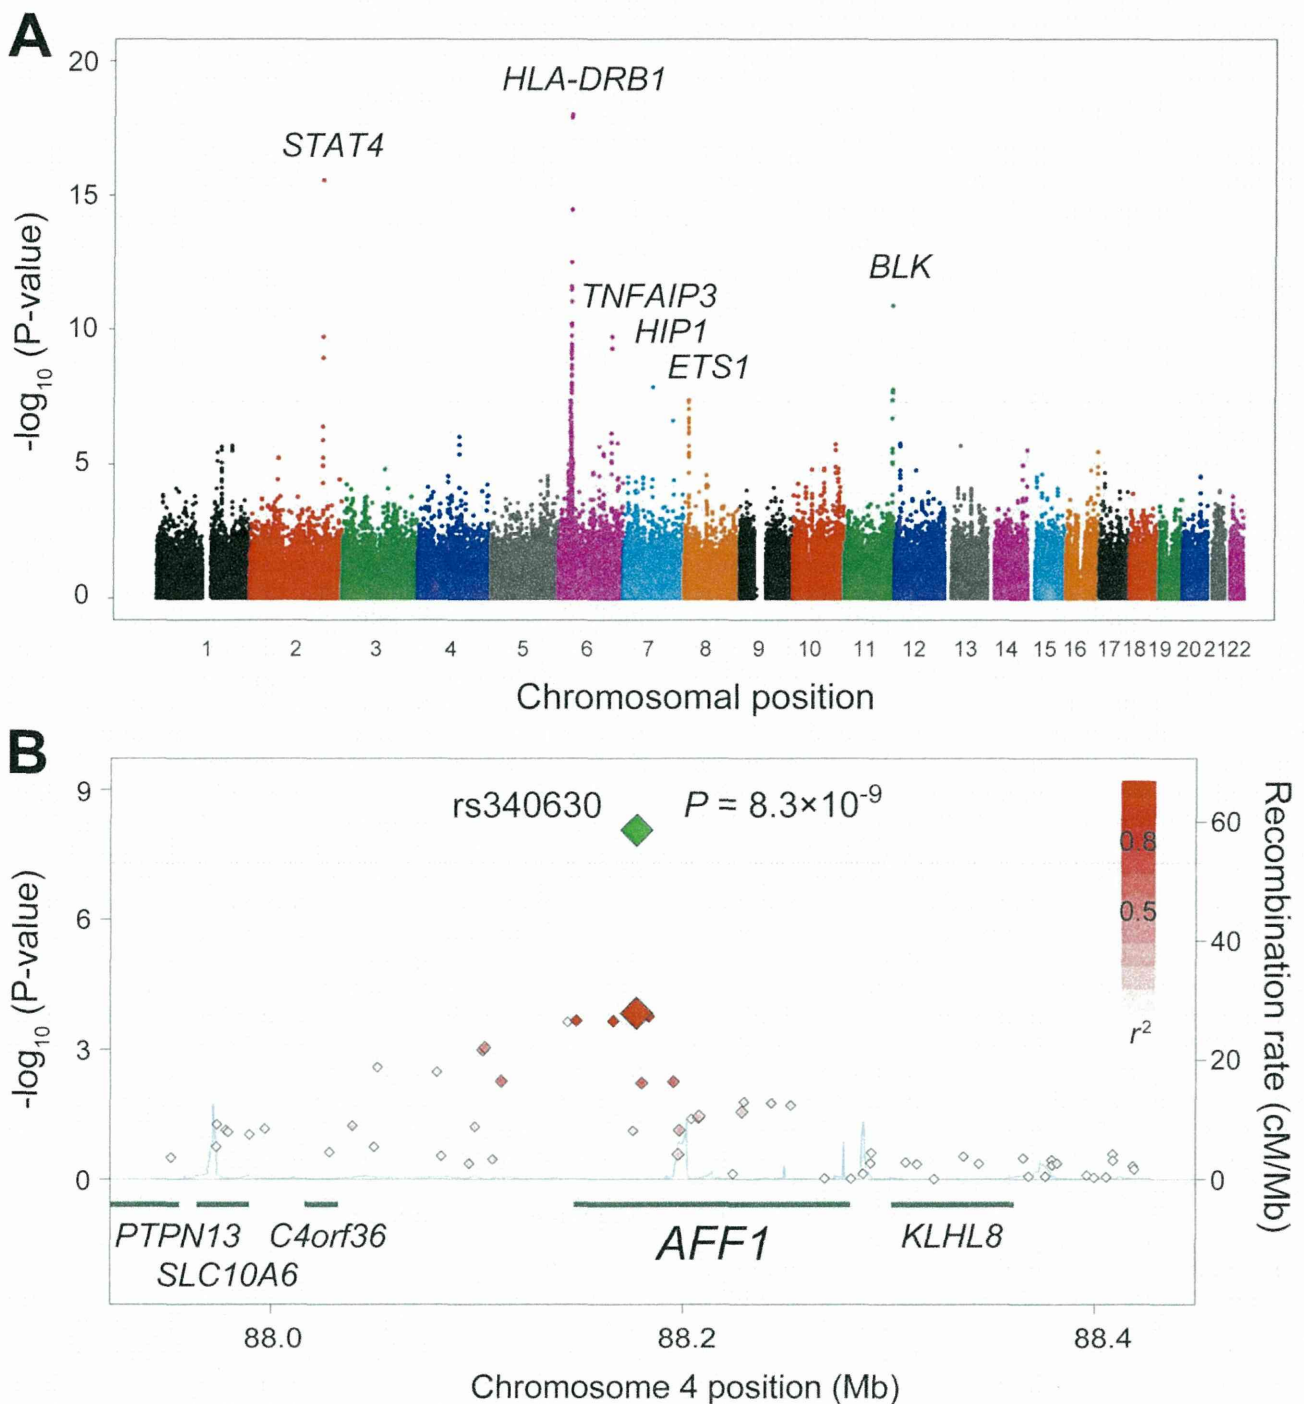 A
HLA-DRB1
STAT4
BLK
TNFAIP3
HIP1
ETS1
20
15
10
5
0
-log10 (P-value)
1 2 3 4 5 6 7 8 9 10 11 12 13 14 15 16 17 18 19 20 21 22
Chromosomal position
B
rs340630 P = 8.3×10-9
9
6
3
0
-log10 (P-value)
0.8
0.5
r2
60
40
20
0
Recombination rate (cM/Mb)
PTPN13 C4orf36 AFF1 KLHL8
SLC10A6
88.0 88.2 88.4
Chromosome 4 position (Mb)